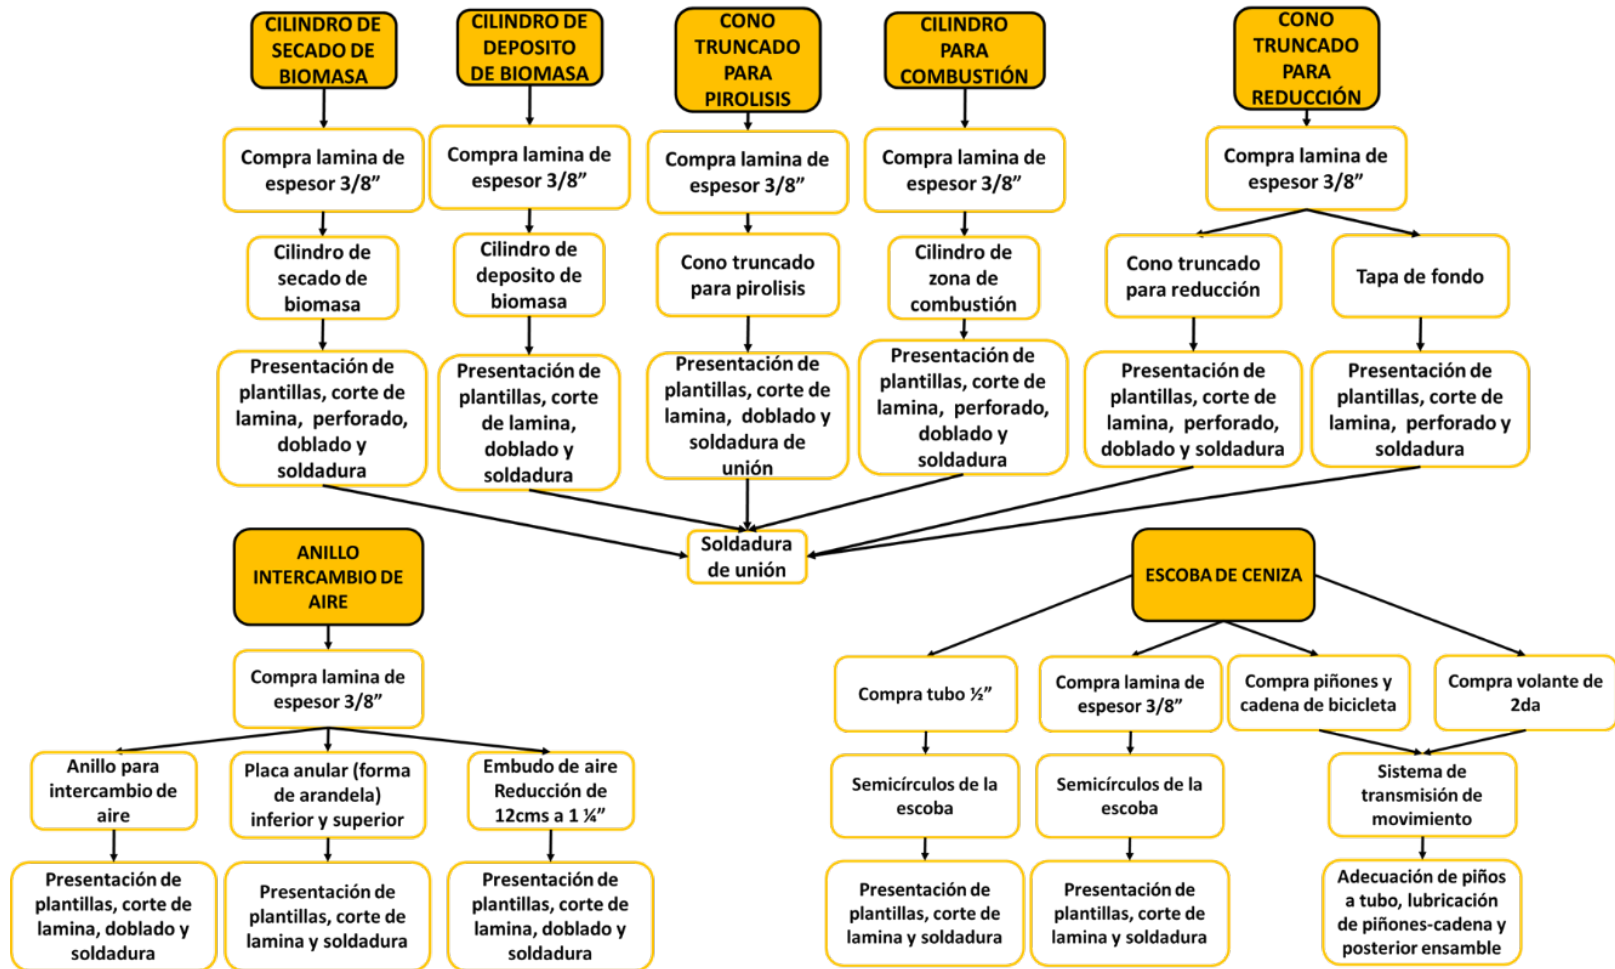 CILINDRO DE
SECADO DE
BIOMASA
CILINDRO DE
DEPOSITO
DE BIOMASA
CONO
TRUNCADO
PARA
PIROLISIS
CILINDRO
PARA
COMBUSTIÓN
CONO
TRUNCADO
PARA
REDUCCIÓN
Compra lamina de
espesor 3/8”
Compra lamina de
espesor 3/8”
Compra lamina de
espesor 3/8”
Compra lamina de
espesor 3/8”
Compra lamina de
espesor 3/8”
Cilindro de
secado de
biomasa
Cilindro de
deposito de
biomasa
Cono truncado
para pirolisis
Cilindro de
zona de
combustión
Cono truncado
para reducción
Tapa de fondo
Presentación de
plantillas, corte de
lamina, perforado,
doblado y
soldadura
Presentación de
plantillas, corte
de lamina,
doblado y
soldadura
Presentación de
plantillas, corte de
lamina, doblado y
soldadura de
unión
Presentación de
plantillas, corte de
lamina, perforado,
doblado y
soldadura
Presentación de
plantillas, corte de
lamina, perforado,
doblado y soldadura
Presentación de
plantillas, corte de
lamina, perforado y
soldadura
Soldadura
de unión
ANILLO
INTERCAMBIO DE
AIRE
Compra lamina de
espesor 3/8”
Anillo para
intercambio de
aire
Placa anular (forma
de arandela)
inferior y superior
Embudo de aire
Reducción de
12cms a 1 ¼”
Presentación de
plantillas, corte de
lamina, doblado y
soldadura
Presentación de
plantillas, corte de
lamina y soldadura
Presentación de
plantillas, corte de
lamina, doblado y
soldadura
ESCOBA DE CENIZA
Compra tubo ½”
Compra lamina de
espesor 3/8”
Compra piñones y
cadena de bicicleta
Compra volante de
2da
Semicírculos de la
escoba
Semicírculos de la
escoba
Sistema de
transmisión de
movimiento
Presentación de
plantillas, corte de
lamina y soldadura
Presentación de
plantillas, corte de
lamina y soldadura
Adecuación de piños
a tubo, lubricación
de piñones-cadena y
posterior ensamble